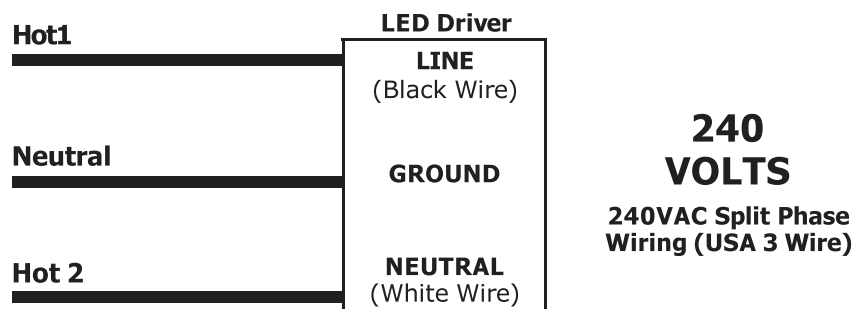 Hot1
LED Driver
LINE
(Black Wire)
Neutral
GROUND
Hot 2
NEUTRAL
(White Wire)
240
VOLTS
240VAC Split Phase
Wiring (USA 3 Wire)